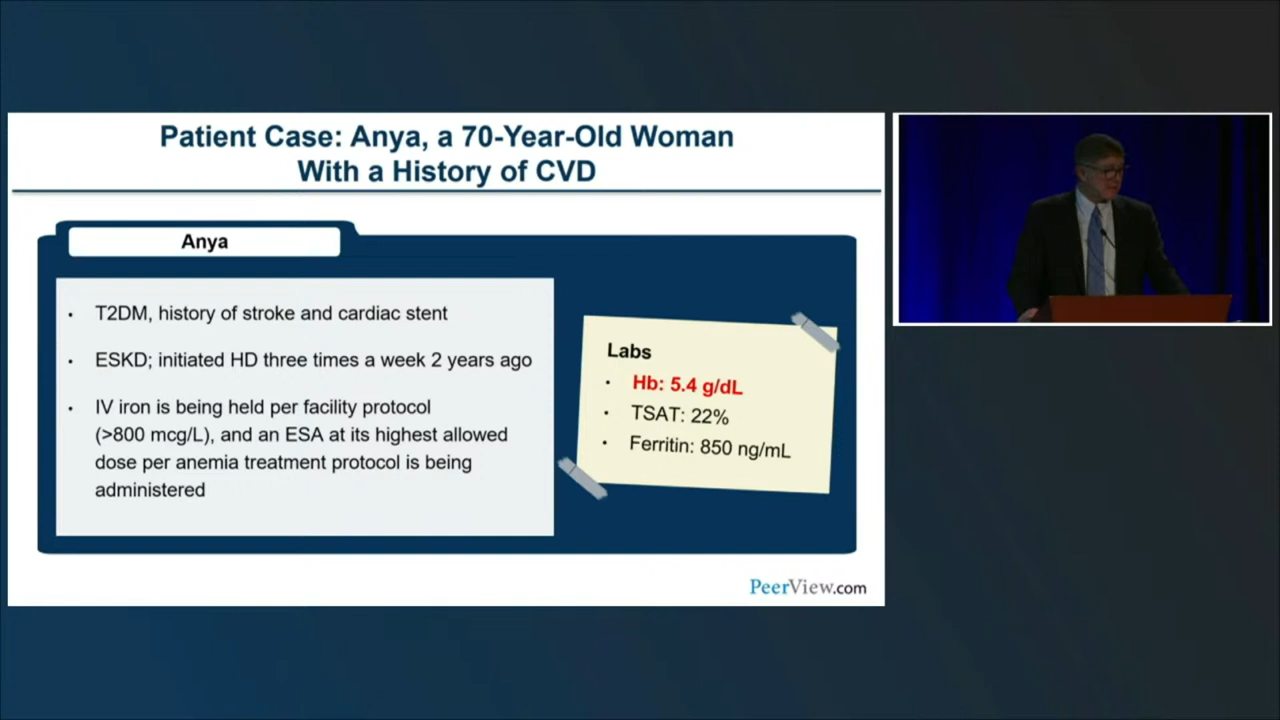 Patient Case: Anya, a 70-Year-Old Woman
With a History of CVD
Anya
• T2DM, history of stroke and cardiac stent
• ESKD; initiated HD three times a week 2 years ago
• IV iron is being held per facility protocol
(>800 mcg/L), and an ESA at its highest allowed
dose per anemia treatment protocol is being
administered
Labs
• Hb: 5.4 g/dL
• TSAT: 22%
• Ferritin: 850 ng/mL
PeerView.com